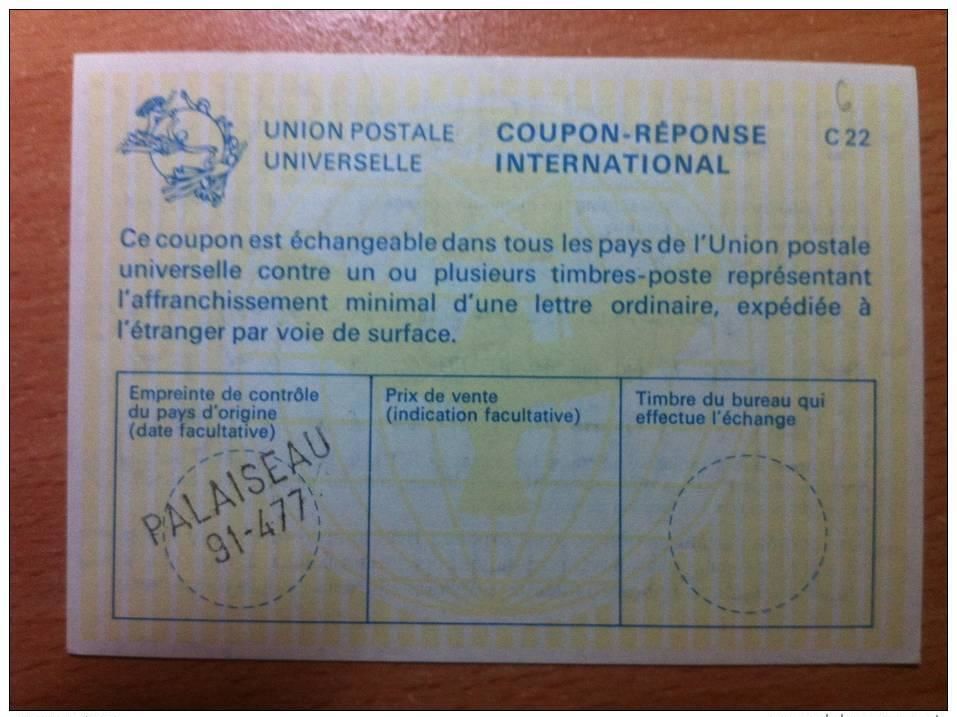 UNION POSTALE
UNIVERSELLE
COUPON-RÉPONSE
INTERNATIONAL
C 22
Ce coupon est échangeable dans tous les pays de l'Union postale
universelle contre un ou plusieurs timbres-poste représentant
l'affranchissement minimal d'une lettre ordinaire, expédiée à
l'étranger par voie de surface.
Empreinte de contrôle
du pays d'origine
(date facultative)
PALAISEAU
91-477
Prix de vente
(indication facultative)
Timbre du bureau qui
effectue l'échange